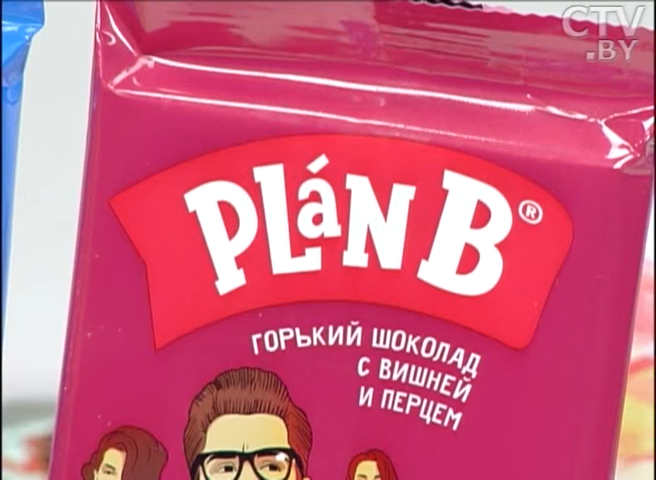 CTV
.BY
PLáN B®
ГОРЬКИЙ ШОКОЛАД
С ВИШНЕЙ
И ПЕРЦЕМ